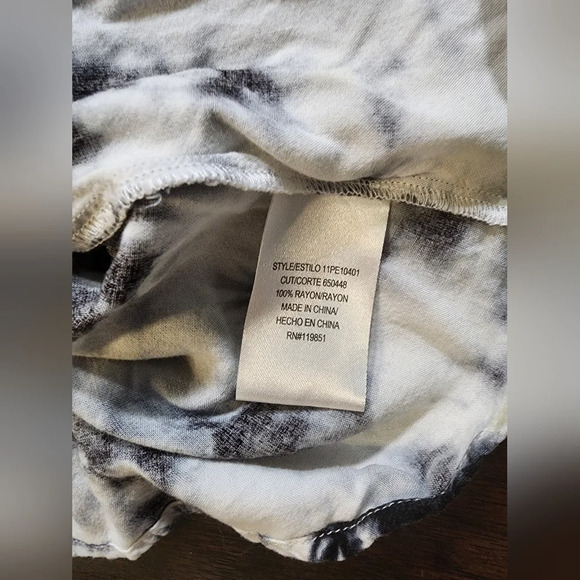 STYLE/ESTILO 11PE10401
CUT/CORTE 650448
100% RAYON/RAYON
MADE IN CHINA/
HECHO EN CHINA
RN#119851